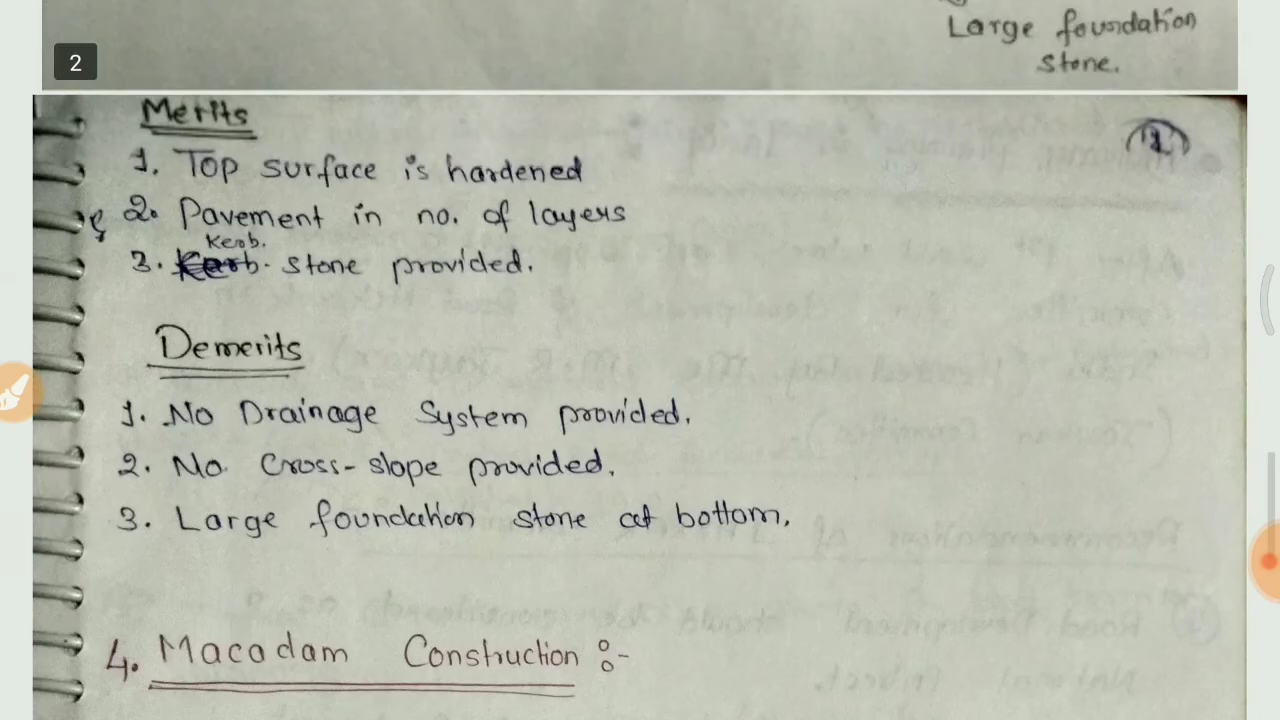 Large foundation
stone.
2
Merits
1. Top surface is hardened
2. Pavement in no. of layers
Kerb.
3. Kerb. stone provided.
Demerits
1. No Drainage System provided.
2. No Cross-slope provided.
3. Large foundation stone at bottom.
4. Macadam Construction :-